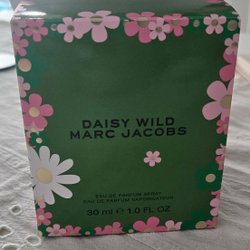 DAISY WILD
MARC JACOBS
EAU DE PARFUM SPRAY
EAU DE PARFUM VAPORISATEUR
30 ml ℮ 1.0 FL OZ